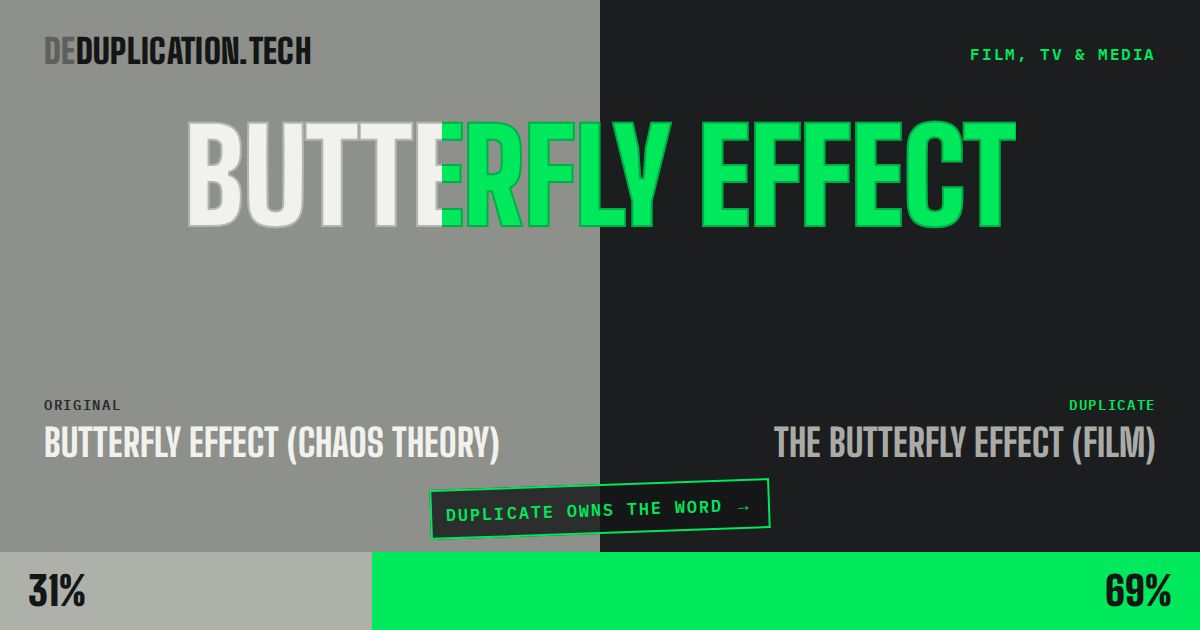 DEDUPLICATION.TECH
FILM, TV & MEDIA
BUTTERFLY EFFECT
ORIGINAL
BUTTERFLY EFFECT (CHAOS THEORY)
DUPLICATE
THE BUTTERFLY EFFECT (FILM)
DUPLICATE OWNS THE WORD →
31%
69%